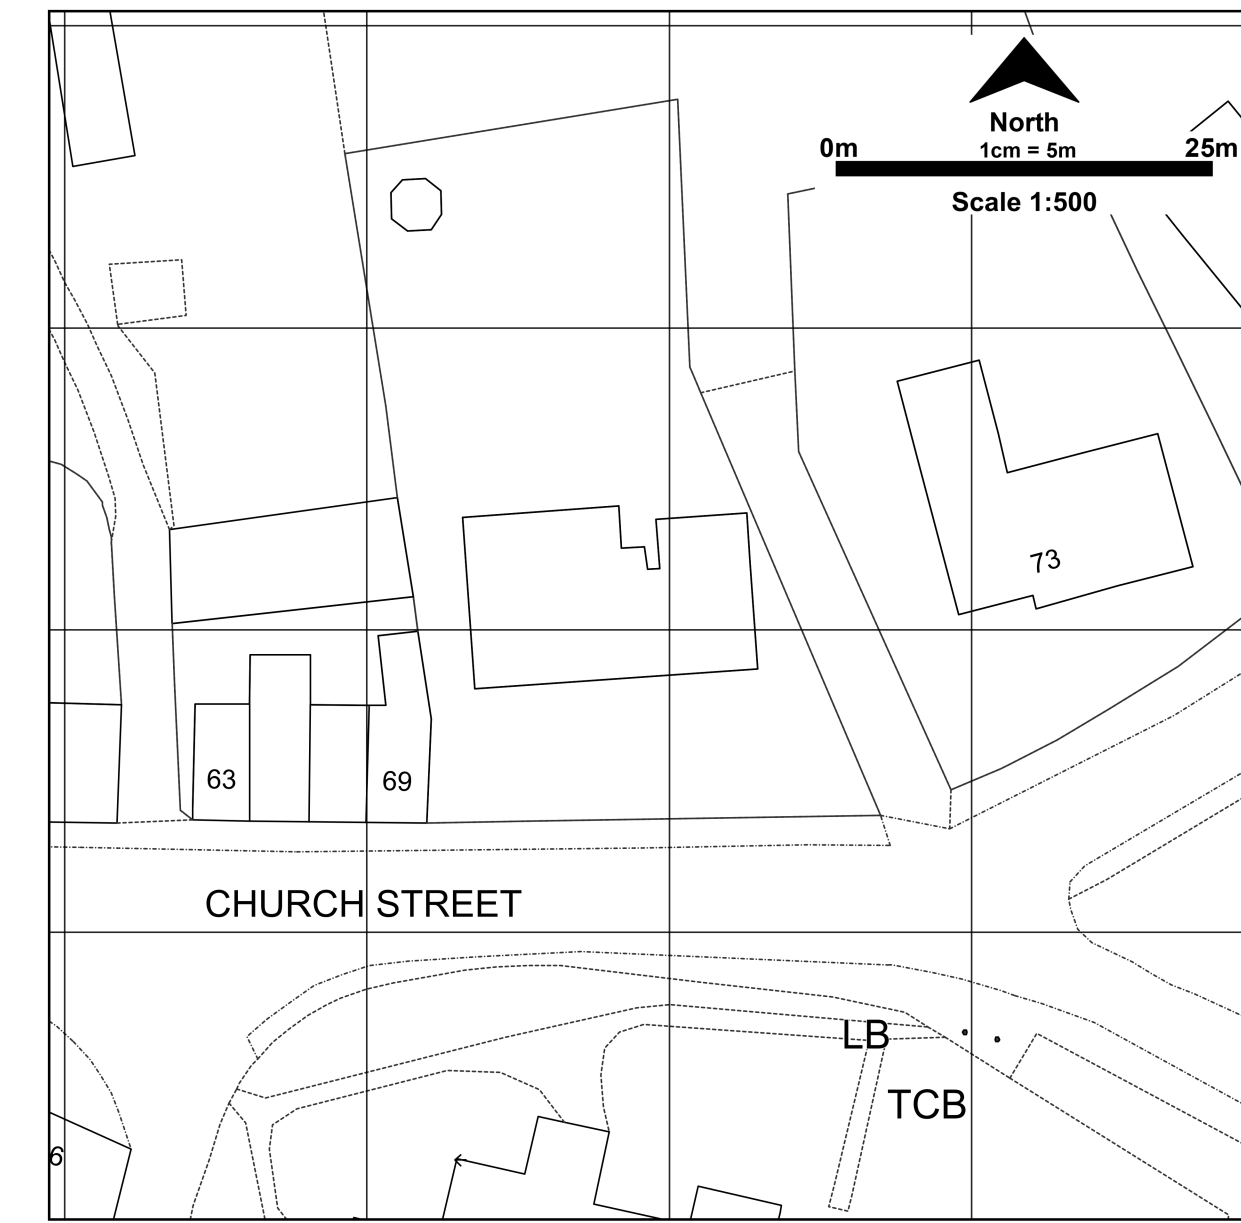 North
0m 1cm = 5m 25m
Scale 1:500
73
63 69
CHURCH STREET
LB
TCB
6